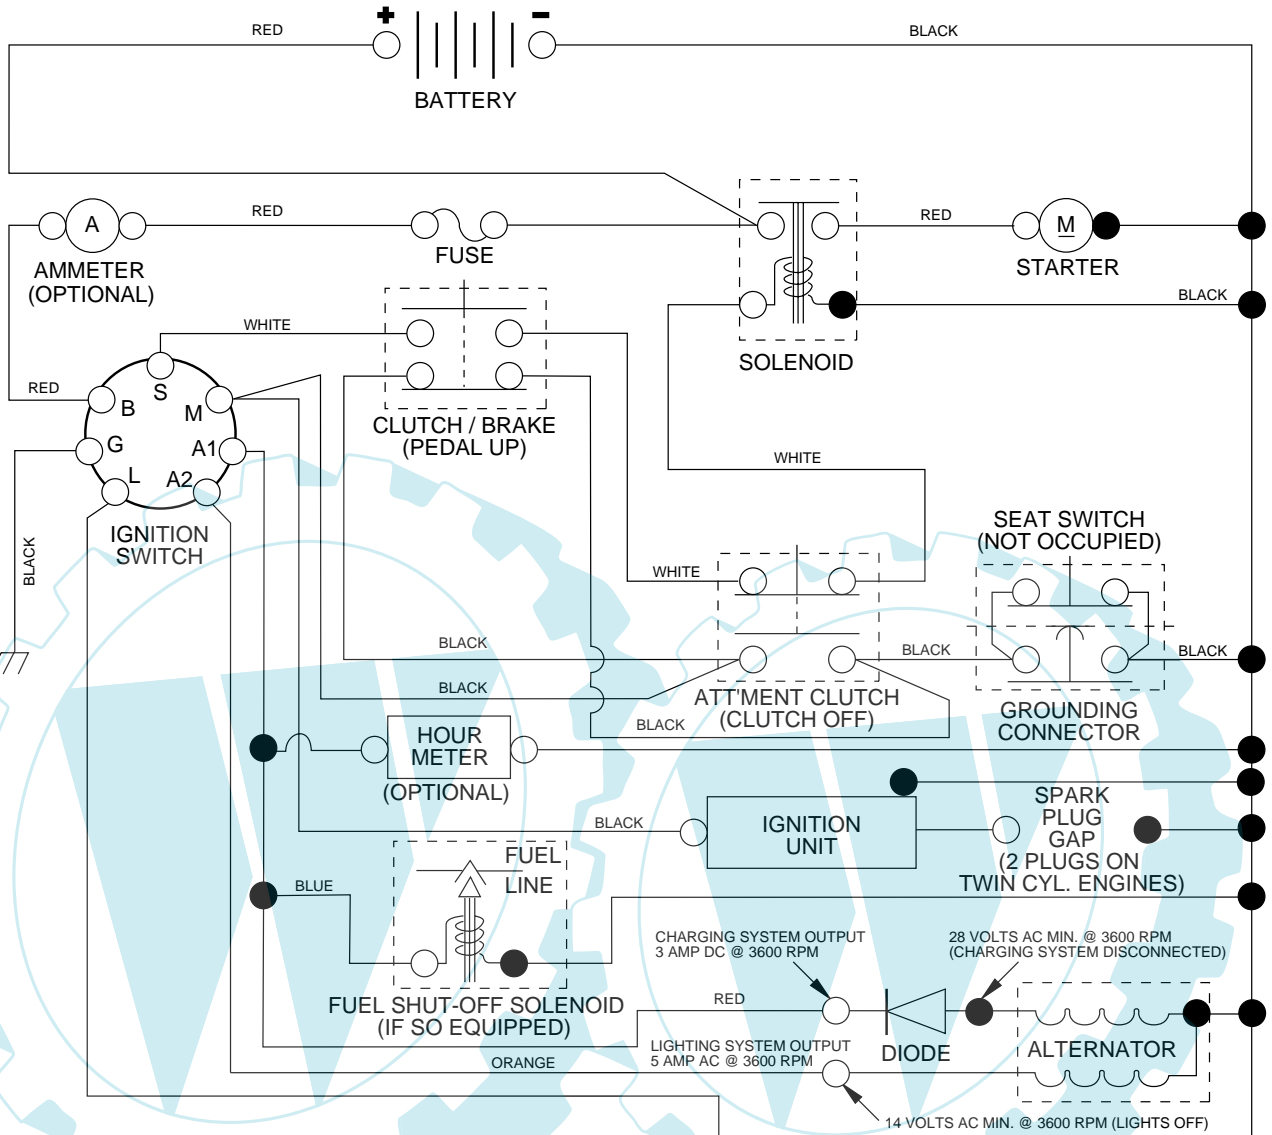 + -
RED
BLACK
BATTERY
RED
A
AMMETER
(OPTIONAL)
FUSE
RED
M
STARTER
BLACK
SOLENOID
WHITE
RED
S
B
M
G
A1
L
A2
IGNITION
SWITCH
BLACK
CLUTCH / BRAKE
(PEDAL UP)
WHITE
WHITE
SEAT SWITCH
(NOT OCCUPIED)
BLACK
BLACK
BLACK
BLACK
BLACK
ATT'MENT CLUTCH
(CLUTCH OFF)
GROUNDING
CONNECTOR
HOUR
METER
(OPTIONAL)
BLACK
IGNITION
UNIT
SPARK
PLUG
GAP
(2 PLUGS ON
TWIN CYL. ENGINES)
BLUE
FUEL
LINE
FUEL SHUT-OFF SOLENOID
(IF SO EQUIPPED)
CHARGING SYSTEM OUTPUT
3 AMP DC @ 3600 RPM
28 VOLTS AC MIN. @ 3600 RPM
(CHARGING SYSTEM DISCONNECTED)
RED
DIODE
ALTERNATOR
LIGHTING SYSTEM OUTPUT
5 AMP AC @ 3600 RPM
ORANGE
14 VOLTS AC MIN. @ 3600 RPM (LIGHTS OFF)